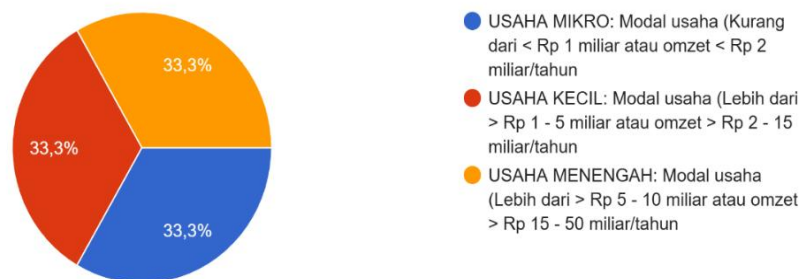 33,3%
33,3%
33,3%
USAHA MIKRO: Modal usaha (Kurang
dari < Rp 1 miliar atau omzet < Rp 2
miliar/tahun
USAHA KECIL: Modal usaha (Lebih dari
> Rp 1 - 5 miliar atau omzet > Rp 2 - 15
miliar/tahun
USAHA MENENGAH: Modal usaha
(Lebih dari > Rp 5 - 10 miliar atau omzet
> Rp 15 - 50 miliar/tahun